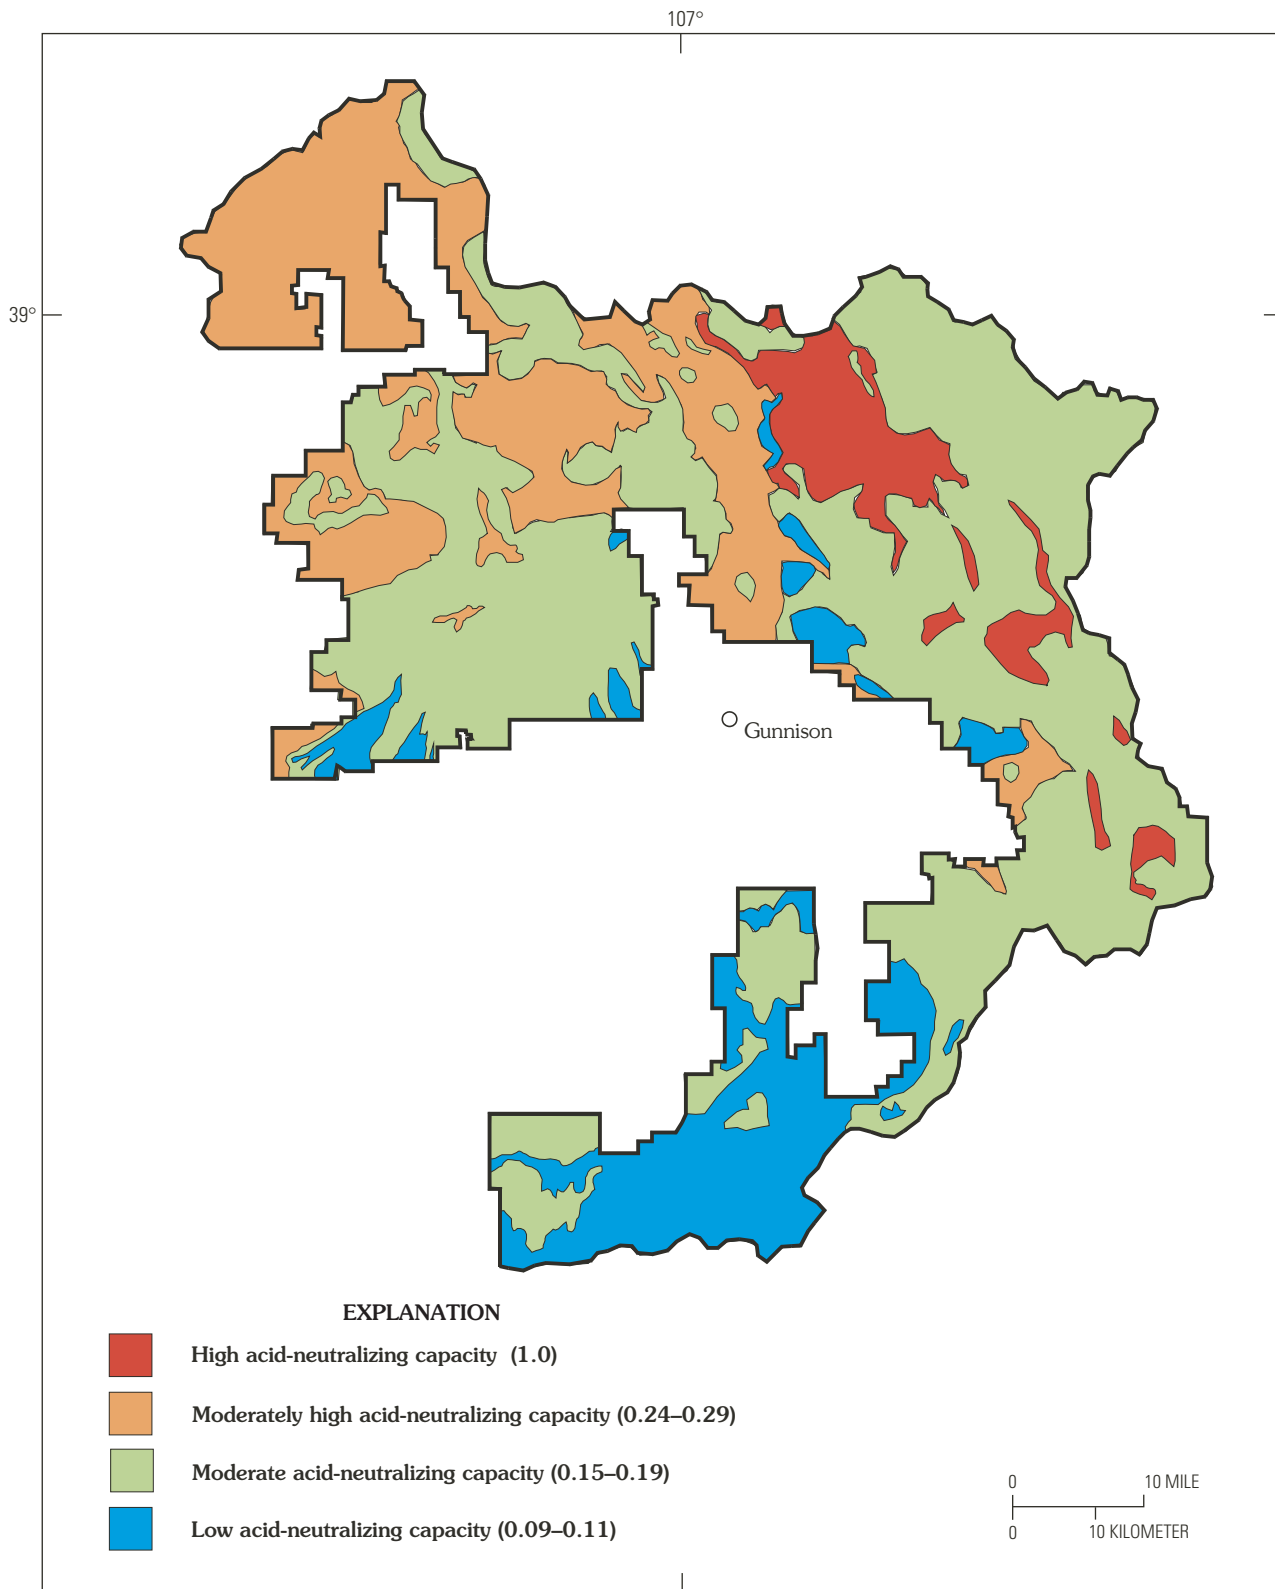 107°
39°
Gunnison
EXPLANATION
High acid-neutralizing capacity (1.0)
Moderately high acid-neutralizing capacity (0.24–0.29)
Moderate acid-neutralizing capacity (0.15–0.19)
Low acid-neutralizing capacity (0.09–0.11)
0 10 MILE
0 10 KILOMETER